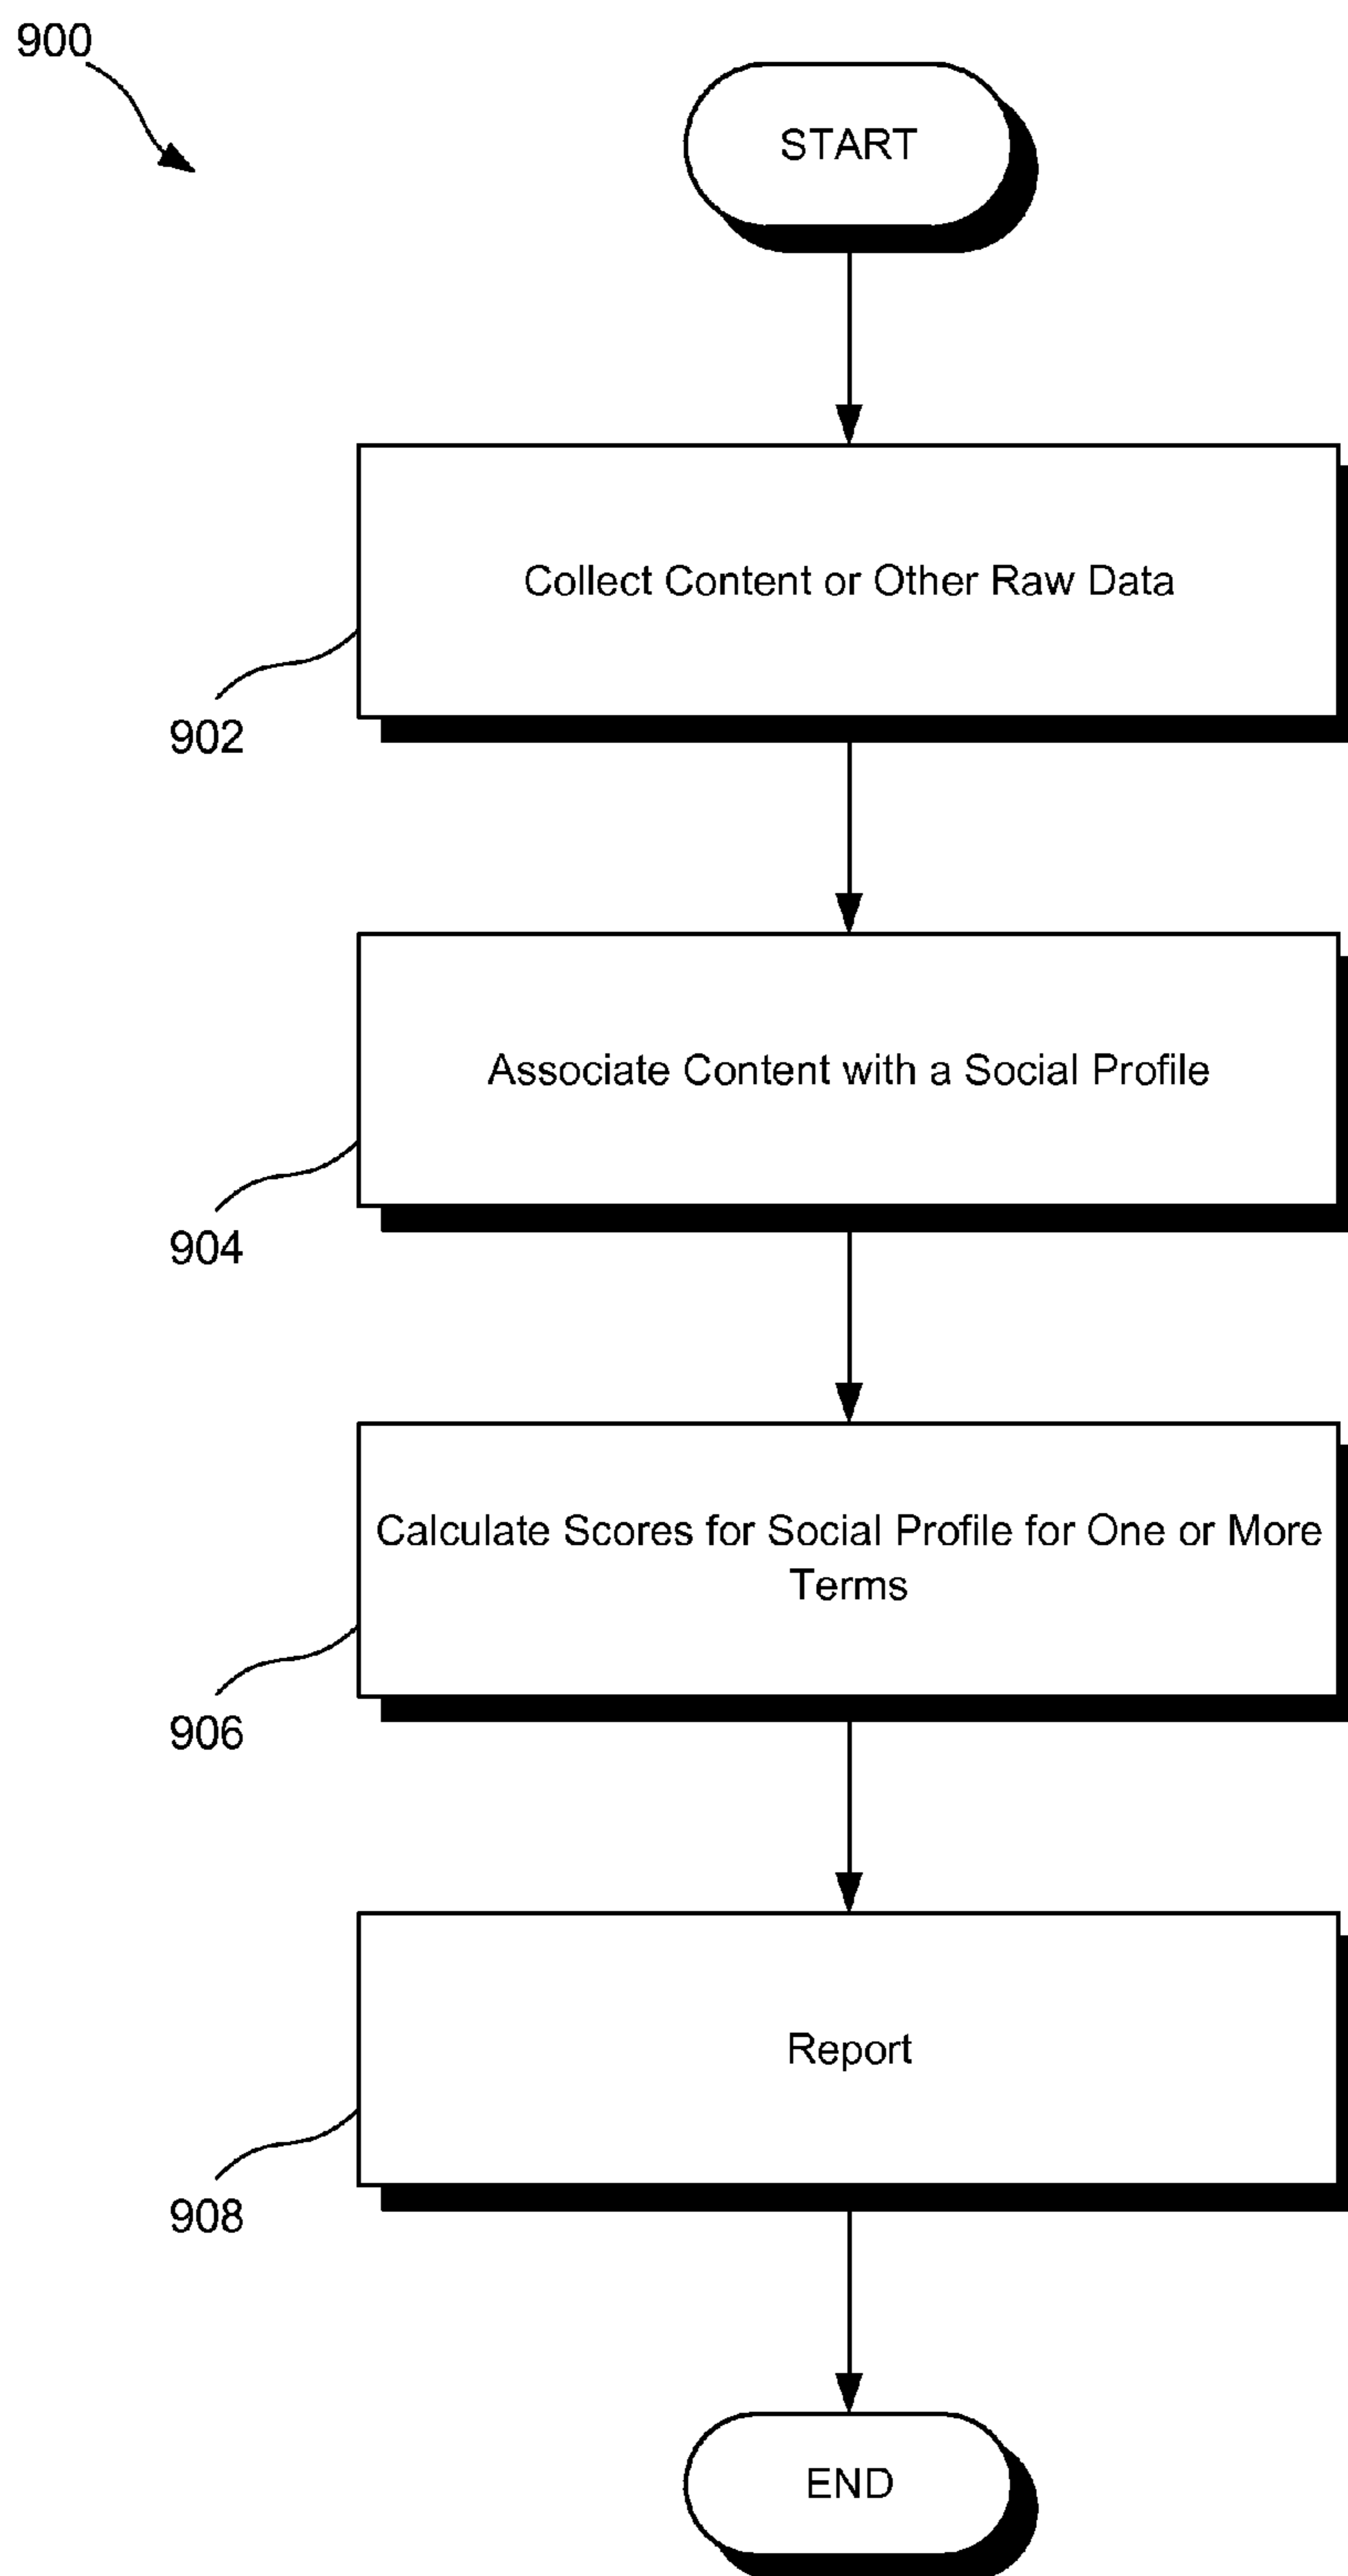 900
START
Collect Content or Other Raw Data
902
Associate Content with a Social Profile
904
Calculate Scores for Social Profile for One or More
Terms
906
Report
908
END